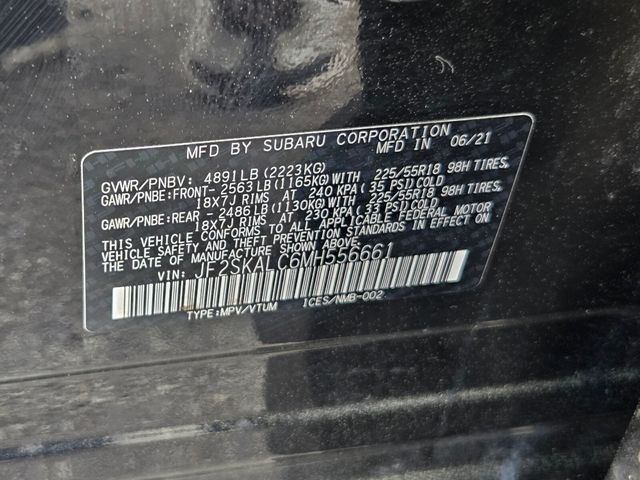 MFD BY SUBARU CORPORATION
MFD IN 06/21
GVWR/PNBV: 4891LB (2223KG)
GAWR/PNBE: FRONT- 2563LB (1165KG) WITH 225/55R18 98H TIRES,
18X7J RIMS AT 240 KPA (35 PSI) COLD
GAWR/PNBE: REAR - 2486LB (1130KG) WITH 225/55R18 98H TIRES,
18X7J RIMS AT 230 KPA (33 PSI) COLD
THIS VEHICLE CONFORMS TO ALL APPLICABLE FEDERAL MOTOR
VEHICLE SAFETY AND THEFT PREVENTION STANDARDS IN EFFECT ON
THE DATE OF MANUFACTURE SHOWN ABOVE.
VIN: JF2SKALC6MH556661
TYPE: MPV/VTUM ICES/NMB-002